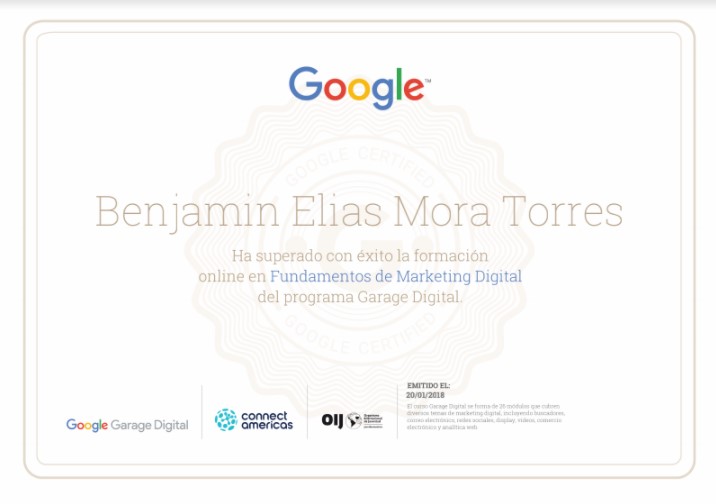 Google™
GOOGLE CERTIFIED
Benjamin Elias Mora Torres
Ha superado con éxito la formación
online en Fundamentos de Marketing Digital
del programa Garage Digital.
GOOGLE CERTIFIED
Google Garage Digital
connect
americas
OIJ
EMITIDO EL:
20/01/2018
El curso Garage Digital se forma de 26 módulos que cubren
diversos temas de marketing digital, incluyendo buscadores,
correo electrónico, redes sociales, display, videos, comercio
electrónico y analítica web.